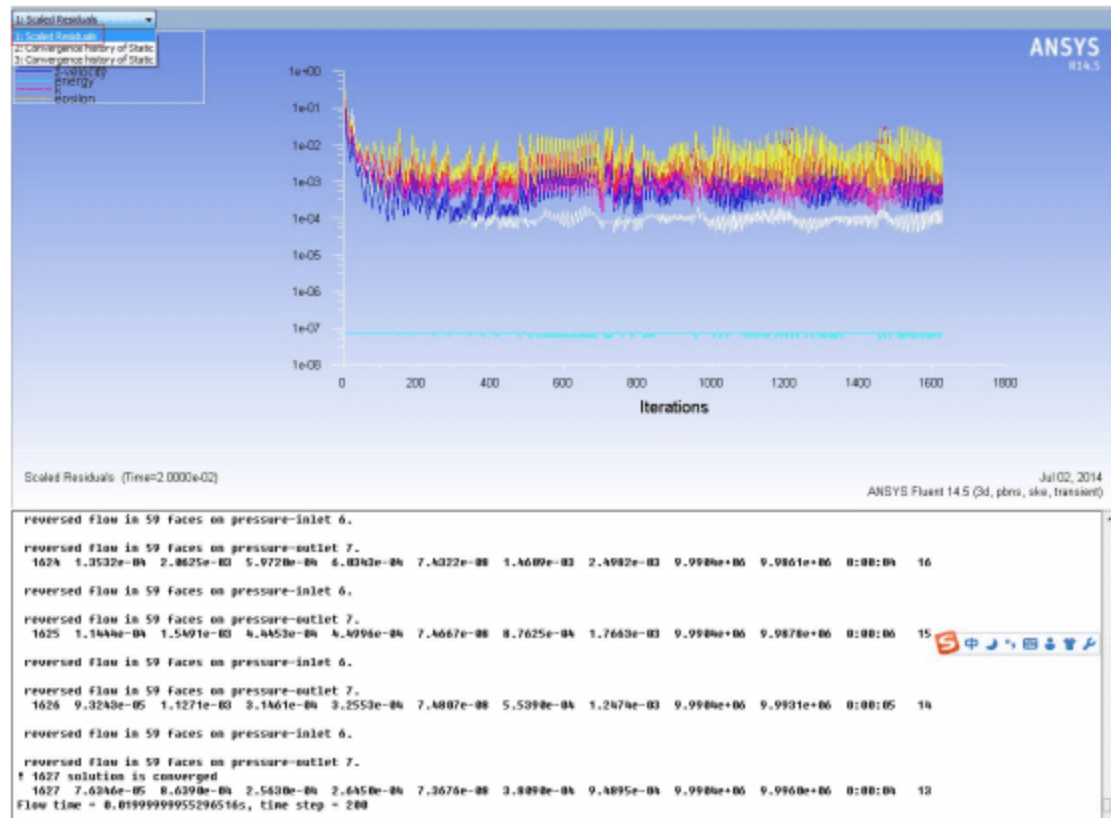 1: Scaled Residuals
1: Scaled Residuals
2: Convergence history of Static
3: Convergence history of Static
z-velocity
energy
k
epsilon
ANSYS
R14.5
1e+00
1e-01
1e-02
1e-03
1e-04
1e-05
1e-06
1e-07
1e-08
0 200 400 600 800 1000 1200 1400 1600 1800
Iterations
Scaled Residuals (Time=2.0000e-02)
Jul 02, 2014
ANSYS Fluent 14.5 (3d, pbns, ske, transient)
reversed flow in 59 faces on pressure-inlet 6.
reversed flow in 59 faces on pressure-outlet 7.
1624 1.3532e-04 2.0625e-03 5.9720e-04 6.0343e-04 7.4322e-08 1.4609e-03 2.4982e-03 9.9904e+06 9.9861e+06 0:00:04 16
reversed flow in 59 faces on pressure-inlet 6.
reversed flow in 59 faces on pressure-outlet 7.
1625 1.1444e-04 1.5491e-03 4.4453e-04 4.4996e-04 7.4667e-08 8.7625e-04 1.7663e-03 9.9904e+06 9.9878e+06 0:00:06 15
中
reversed flow in 59 faces on pressure-inlet 6.
reversed flow in 59 faces on pressure-outlet 7.
1626 9.3243e-05 1.1271e-03 3.1461e-04 3.2553e-04 7.4807e-08 5.5390e-04 1.2474e-03 9.9904e+06 9.9931e+06 0:00:05 14
reversed flow in 59 faces on pressure-inlet 6.
reversed flow in 59 faces on pressure-outlet 7.
! 1627 solution is converged
1627 7.6346e-05 8.6390e-04 2.5630e-04 2.6450e-04 7.3676e-08 3.8090e-04 9.4895e-04 9.9904e+06 9.9960e+06 0:00:04 13
Flow time = 0.01999999955296516s, time step = 200